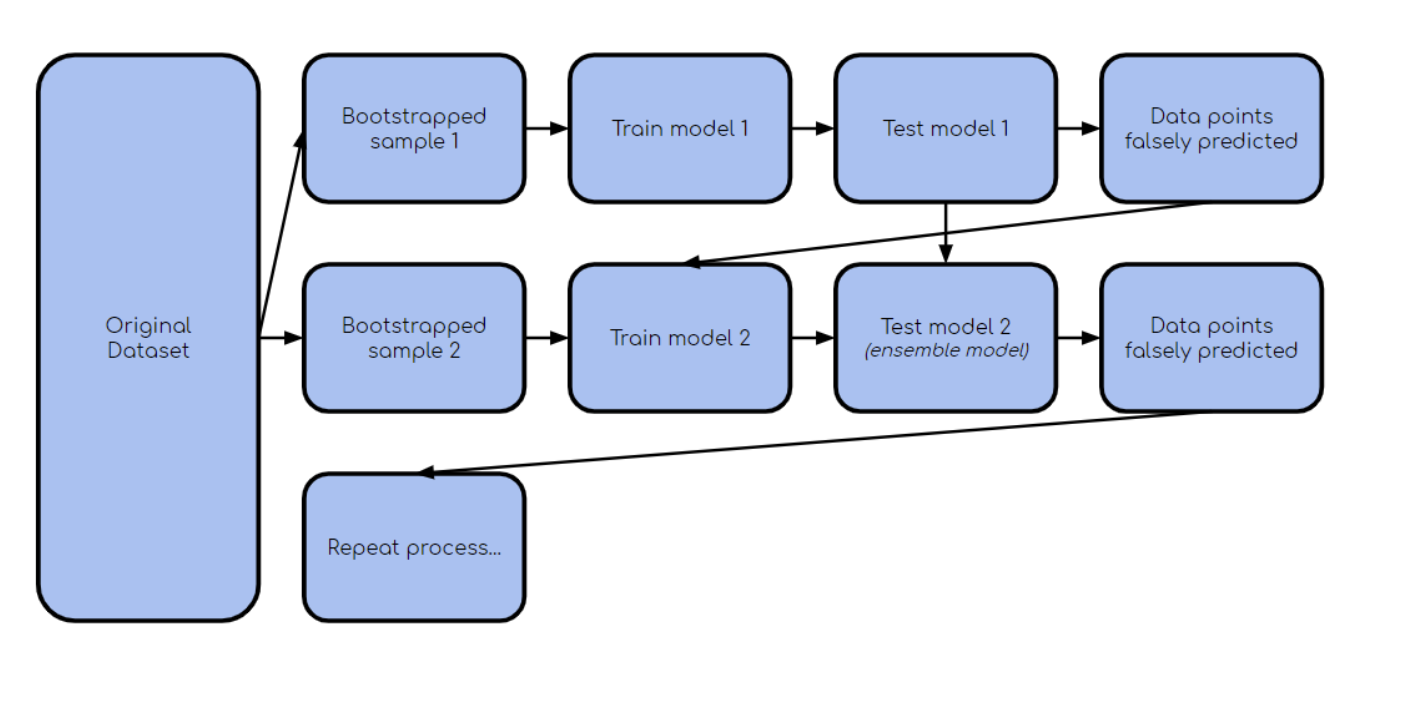 Bootstrapped
sample 1
Train model 1
Test model 1
Data points
falsely predicted
Original
Dataset
Bootstrapped
sample 2
Train model 2
Test model 2
(ensemble model)
Data points
falsely predicted
Repeat process...